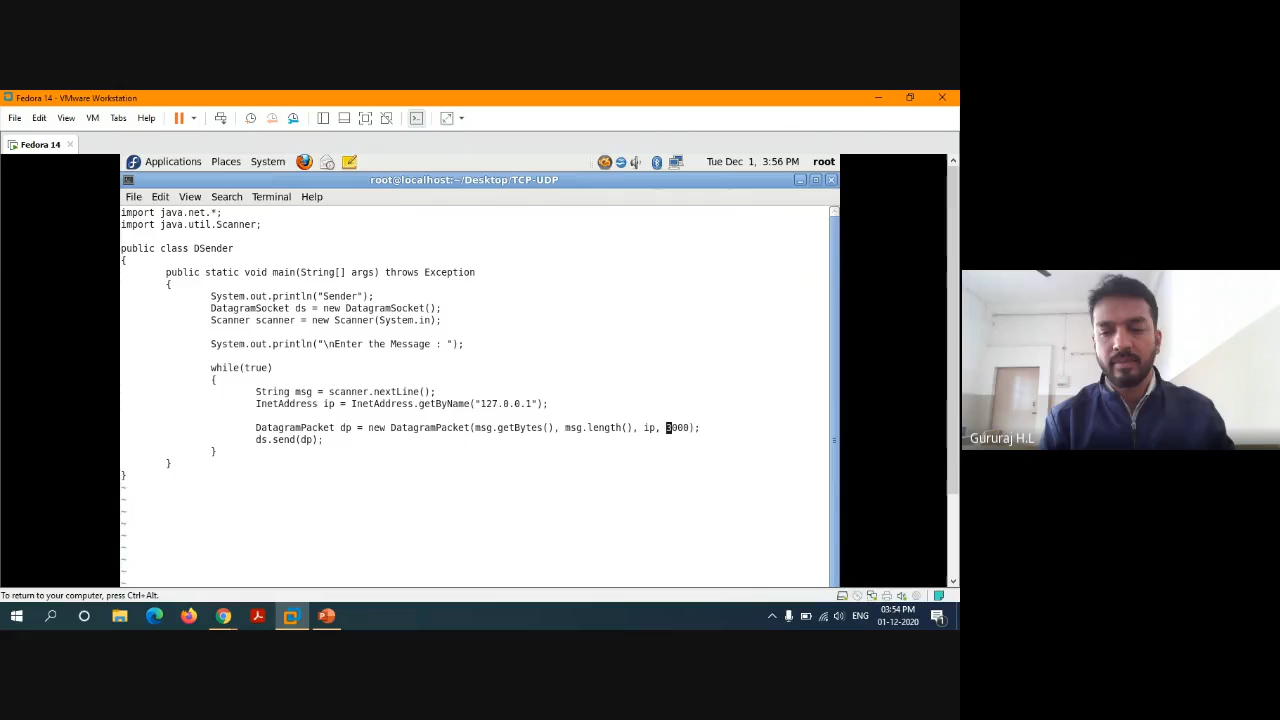 Fedora 14 - VMware Workstation
File Edit View VM Tabs Help
Fedora 14
Applications Places System Tue Dec 1, 3:56 PM root
root@localhost:~/Desktop/TCP-UDP
File Edit View Search Terminal Help
import java.net.*;
import java.util.Scanner;
public class DSender
{
public static void main(String[] args) throws Exception
{
System.out.println("Sender");
DatagramSocket ds = new DatagramSocket();
Scanner scanner = new Scanner(System.in);
System.out.println("\nEnter the Message : ");
while(true)
{
String msg = scanner.nextLine();
InetAddress ip = InetAddress.getByName("127.0.0.1");
DatagramPacket dp = new DatagramPacket(msg.getBytes(), msg.length(), ip, 3000);
ds.send(dp);
}
}
}
~
~
~
~
~
~
~
~
~
Gururaj H.L
To return to your computer, press Ctrl+Alt.
ENG
03:54 PM
01-12-2020